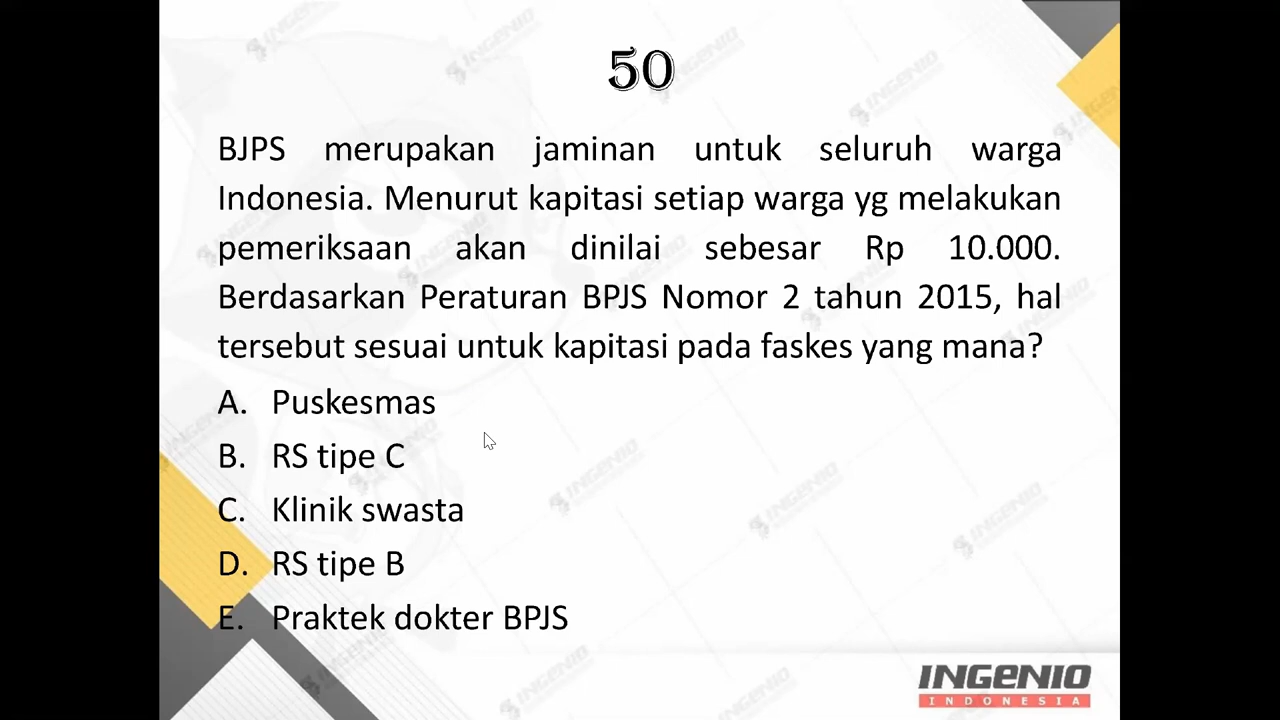 50
BJPS merupakan jaminan untuk seluruh warga
Indonesia. Menurut kapitasi setiap warga yg melakukan
pemeriksaan akan dinilai sebesar Rp 10.000.
Berdasarkan Peraturan BPJS Nomor 2 tahun 2015, hal
tersebut sesuai untuk kapitasi pada faskes yang mana?
A. Puskesmas
B. RS tipe C
C. Klinik swasta
D. RS tipe B
E. Praktek dokter BPJS
INGENIO
INDONESIA